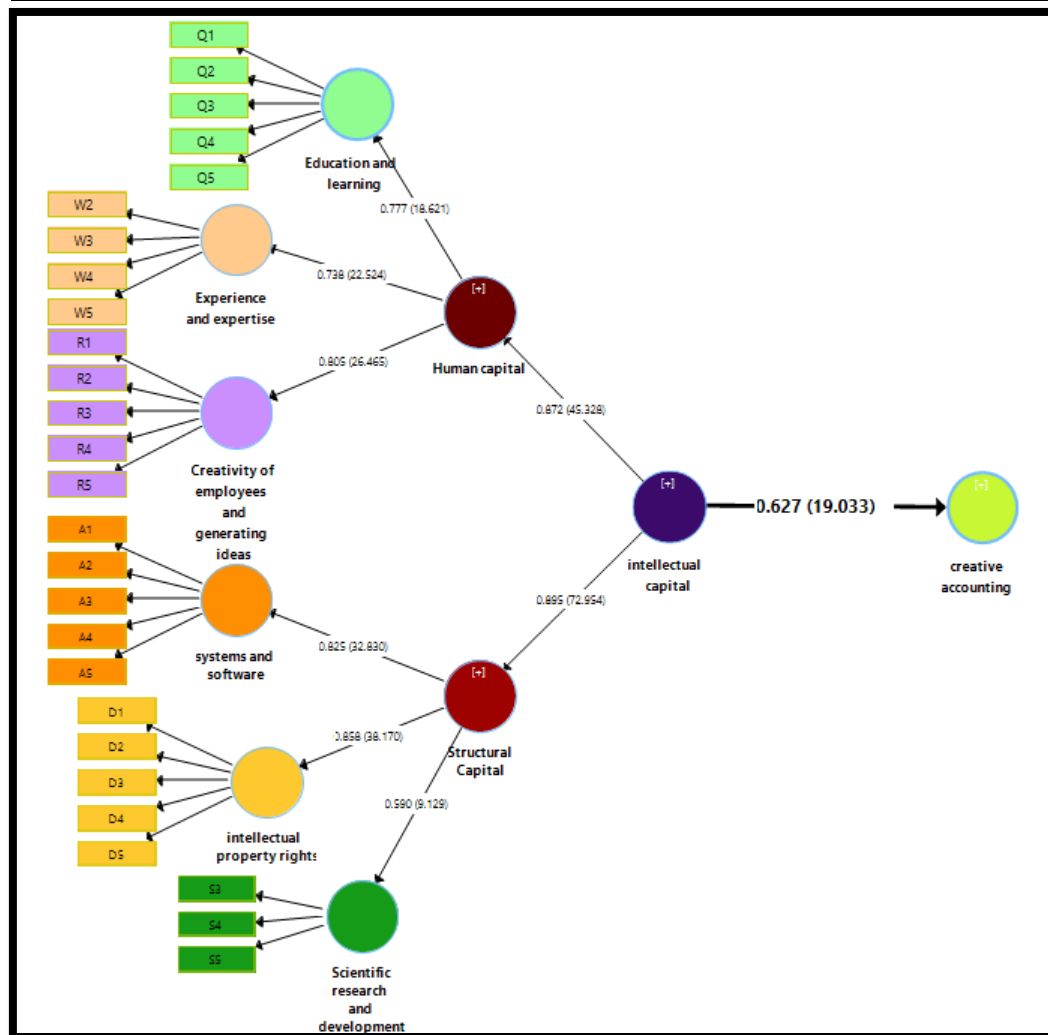 Q1
Q2
Q3
Q4
Q5
Education and
learning
0.777 (18.621)
W2
W3
W4
W5
Experience
and expertise
0.738 (22.524)
[+]
Human capital
R1
R2
R3
R4
R5
Creativity of
employees
and
generating
ideas
0.805 (26.465)
0.872 (45.328)
[+]
intellectual
capital
0.627 (19.033)
[+]
creative
accounting
A1
A2
A3
A4
A5
systems and
software
0.825 (32.830)
0.895 (72.954)
[+]
Structural
Capital
D1
D2
D3
D4
D5
intellectual
property rights
0.858 (38.170)
0.590 (9.129)
S3
S4
S5
Scientific
research
and
development